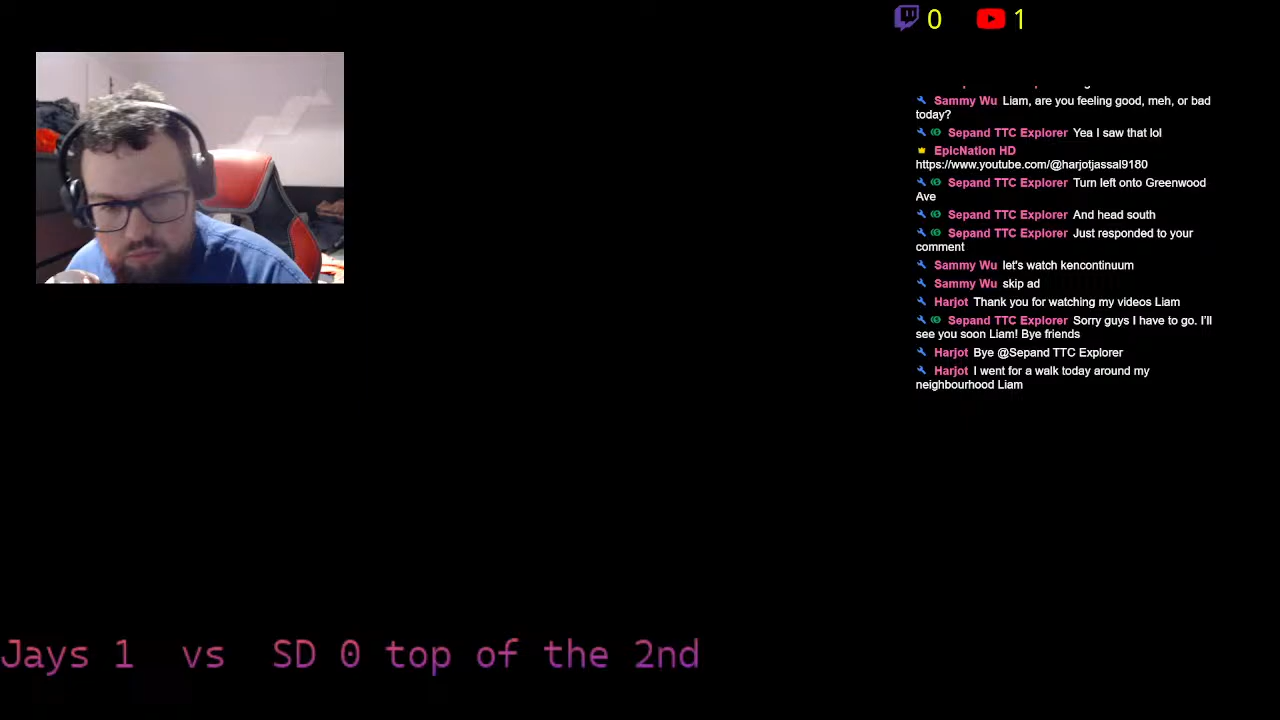 0 1
Sammy Wu Liam, are you feeling good, meh, or bad
today?
Sepand TTC Explorer Yea I saw that lol
EpicNation HD
https://www.youtube.com/@harjotjassal9180
Sepand TTC Explorer Turn left onto Greenwood
Ave
Sepand TTC Explorer And head south
Sepand TTC Explorer Just responded to your
comment
Sammy Wu let's watch kencontinuum
Sammy Wu skip ad
Harjot Thank you for watching my videos Liam
Sepand TTC Explorer Sorry guys I have to go. I'll
see you soon Liam! Bye friends
Harjot Bye @Sepand TTC Explorer
Harjot I went for a walk today around my
neighbourhood Liam
Jays 1 vs SD 0 top of the 2nd